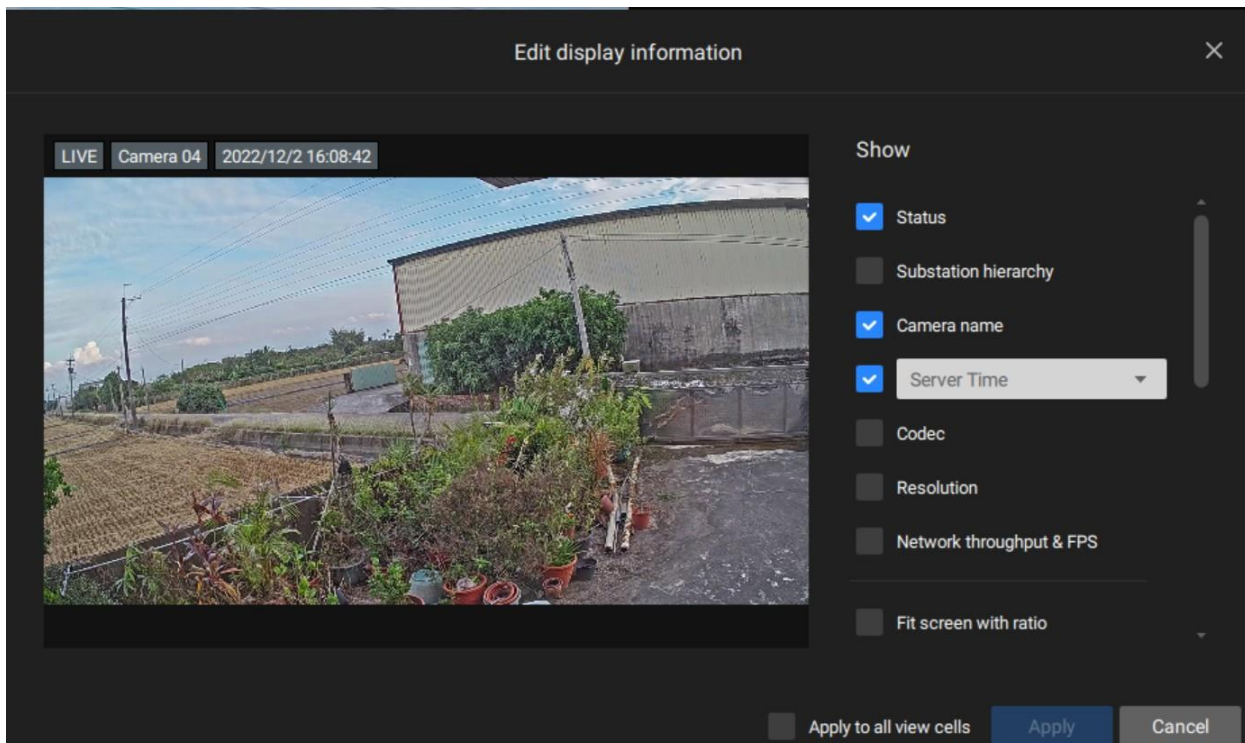 Edit display information
LIVE Camera 04 2022/12/2 16:08:42
Show
Status
Substation hierarchy
Camera name
Server Time
Codec
Resolution
Network throughput & FPS
Fit screen with ratio
Apply to all view cells Apply Cancel